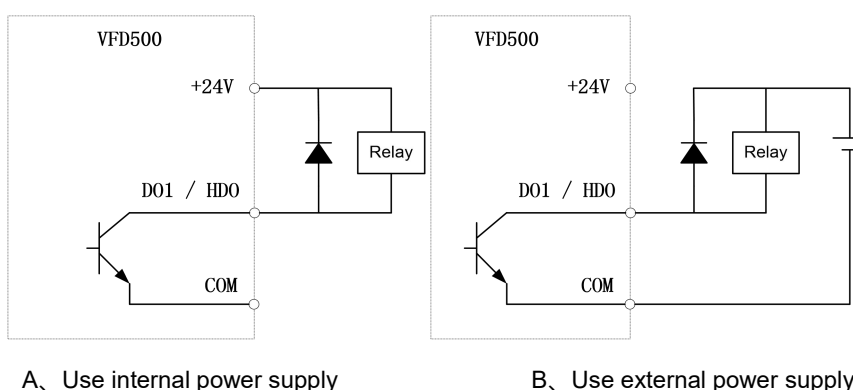 VFD500
+24V
Relay
DO1 / HDO
COM
VFD500
+24V
Relay
DO1 / HDO
COM
A、Use internal power supply
B、Use external power supply